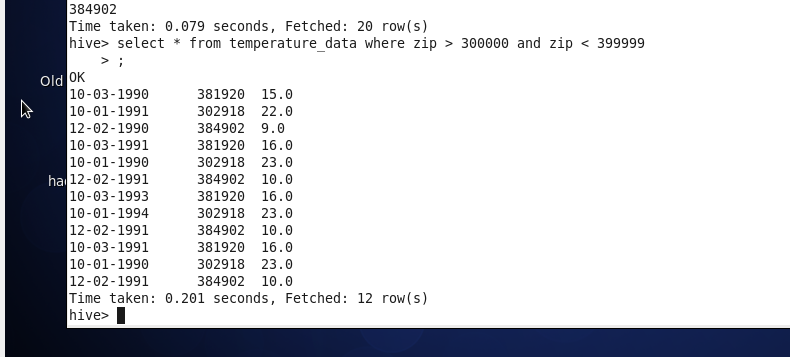 384902
Time taken: 0.079 seconds, Fetched: 20 row(s)
hive> select * from temperature_data where zip > 300000 and zip < 399999
    > ;
OK
10-03-1990      381920  15.0
10-01-1991      302918  22.0
12-02-1990      384902  9.0
10-03-1991      381920  16.0
10-01-1990      302918  23.0
12-02-1991      384902  10.0
10-03-1993      381920  16.0
10-01-1994      302918  23.0
12-02-1991      384902  10.0
10-03-1991      381920  16.0
10-01-1990      302918  23.0
12-02-1991      384902  10.0
Time taken: 0.201 seconds, Fetched: 12 row(s)
hive>
Old